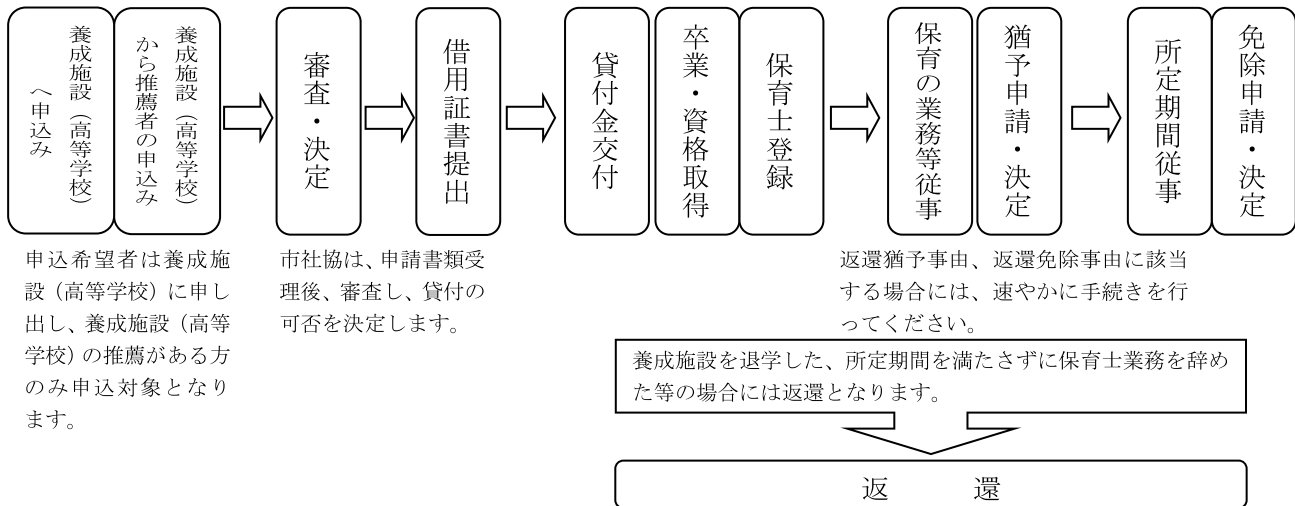 養成施設（高等学校）
へ申込み
養成施設（高等学校）
から推薦者の申込み
審査・決定
借用証書提出
貸付金交付
卒業・資格取得
保育士登録
保育の業務等従事
猶予申請・決定
所定期間従事
免除申請・決定
申込希望者は養成施
設（高等学校）に申し
出し、養成施設（高等
学校）の推薦がある方
のみ申込対象となり
ます。
市社協は、申請書類受
理後、審査し、貸付の
可否を決定します。
返還猶予事由、返還免除事由に該当
する場合には、速やかに手続きを行
ってください。
養成施設を退学した、所定期間を満たさずに保育士業務を辞め
た等の場合には返還となります。
返　還